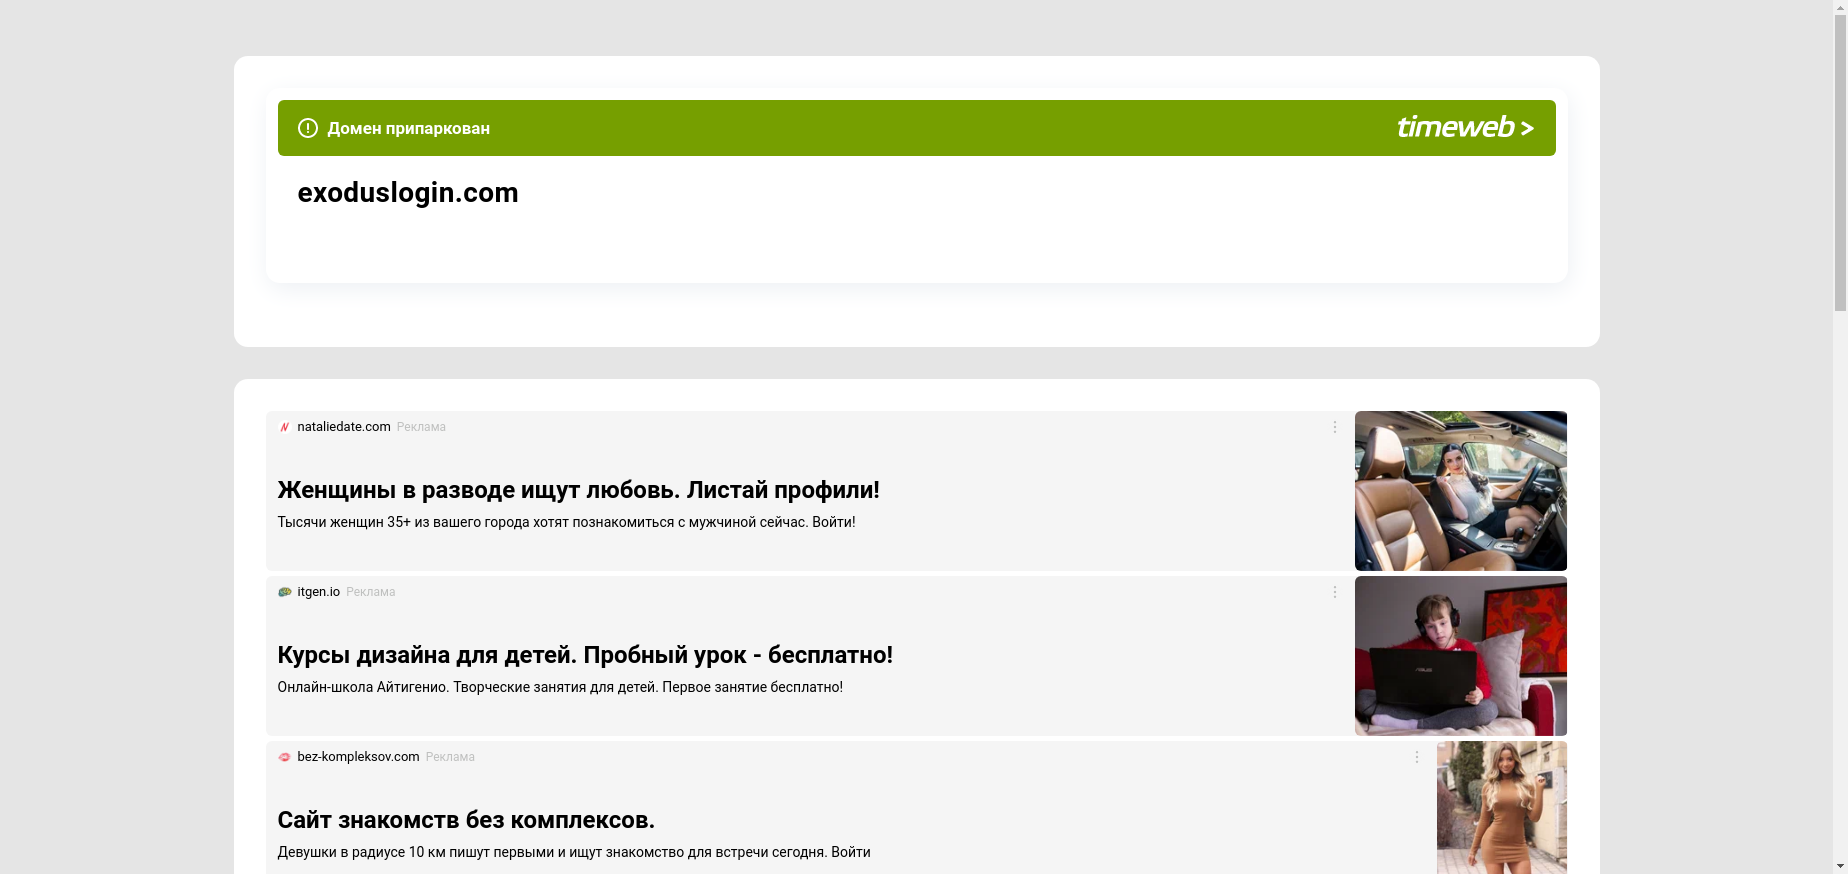 Домен припаркован
timeweb >
exoduslogin.com
nataliedate.com Реклама
Женщины в разводе ищут любовь. Листай профили!
Тысячи женщин 35+ из вашего города хотят познакомиться с мужчиной сейчас. Войти!
itgen.io Реклама
Курсы дизайна для детей. Пробный урок - бесплатно!
Онлайн-школа Айтигенио. Творческие занятия для детей. Первое занятие бесплатно!
ASUS
bez-kompleksov.com Реклама
Сайт знакомств без комплексов.
Девушки в радиусе 10 км пишут первыми и ищут знакомство для встречи сегодня. Войти